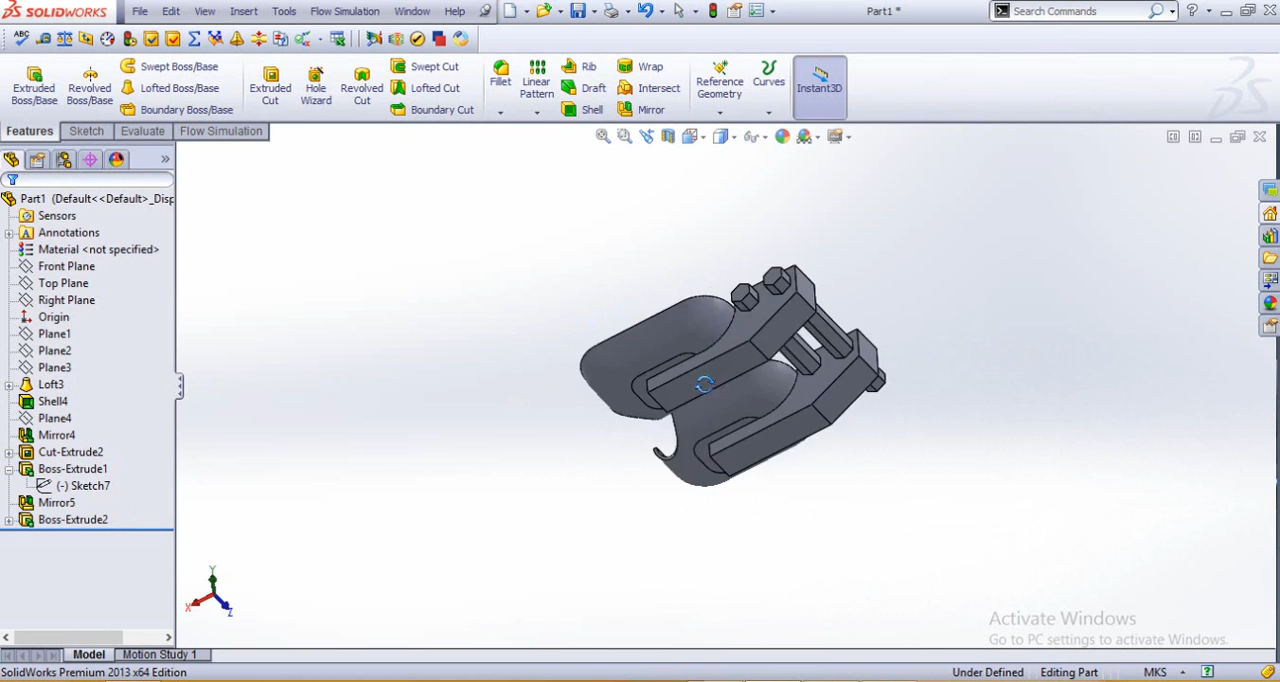 SOLIDWORKS File Edit View Insert Tools Flow Simulation Window Help Part1 * Search Commands
Extruded Boss/Base
Revolved Boss/Base
Swept Boss/Base
Lofted Boss/Base
Boundary Boss/Base
Extruded Cut
Hole Wizard
Revolved Cut
Swept Cut
Lofted Cut
Boundary Cut
Fillet
Linear Pattern
Rib
Draft
Shell
Wrap
Intersect
Mirror
Reference Geometry
Curves
Instant3D
Features Sketch Evaluate Flow Simulation
Part1 (Default<<Default>_Disp
Sensors
Annotations
Material <not specified>
Front Plane
Top Plane
Right Plane
Origin
Plane1
Plane2
Plane3
Loft3
Shell4
Plane4
Mirror4
Cut-Extrude2
Boss-Extrude1
(-) Sketch7
Mirror5
Boss-Extrude2
Y
X
Z
Activate Windows
Go to PC settings to activate Windows.
Model Motion Study 1
SolidWorks Premium 2013 x64 Edition Under Defined Editing Part MKS